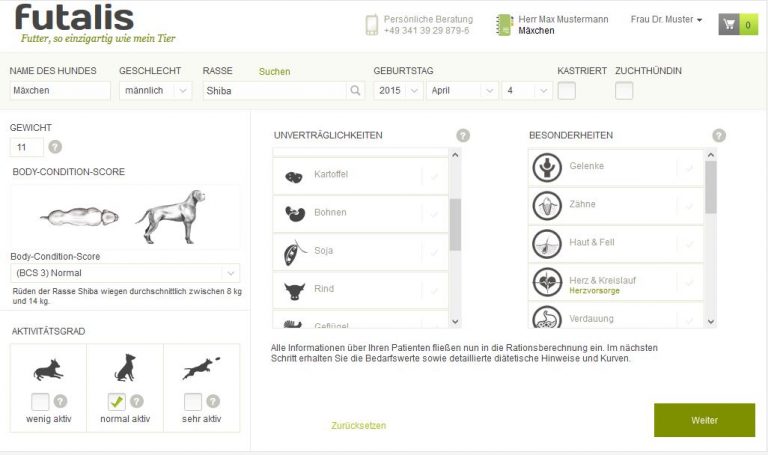 futalis
Futter, so einzigartig wie mein Tier
Persönliche Beratung
+49 341 39 29 879-5
Herr Max Mustermann
Mäxchen
Frau Dr. Muster
0
NAME DES HUNDES
GESCHLECHT
RASSE
Suchen
GEBURTSTAG
KASTRIERT
ZUCHTHÜNDIN
Mäxchen
männlich
Shiba
2015
April
4
GEWICHT
11
?
BODY-CONDITION-SCORE
Body-Condition-Score
(BCS 3) Normal
Rüden der Rasse Shiba wiegen durchschnittlich zwischen 8 kg
und 14 kg.
AKTIVITÄTSGRAD
?
?
?
wenig aktiv
normal aktiv
sehr aktiv
UNVERTRÄGLICHKEITEN
?
Kartoffel
Bohnen
Soja
Rind
Geflügel
BESONDERHEITEN
?
Gelenke
Zähne
Haut & Fell
Herz & Kreislauf
Herzvorsorge
Verdauung
Alle Informationen über Ihren Patienten fließen nun in die Rationsberechnung ein. Im nächsten
Schritt erhalten Sie die Bedarfswerte sowie detaillierte diätetische Hinweise und Kurven.
Zurücksetzen
Weiter